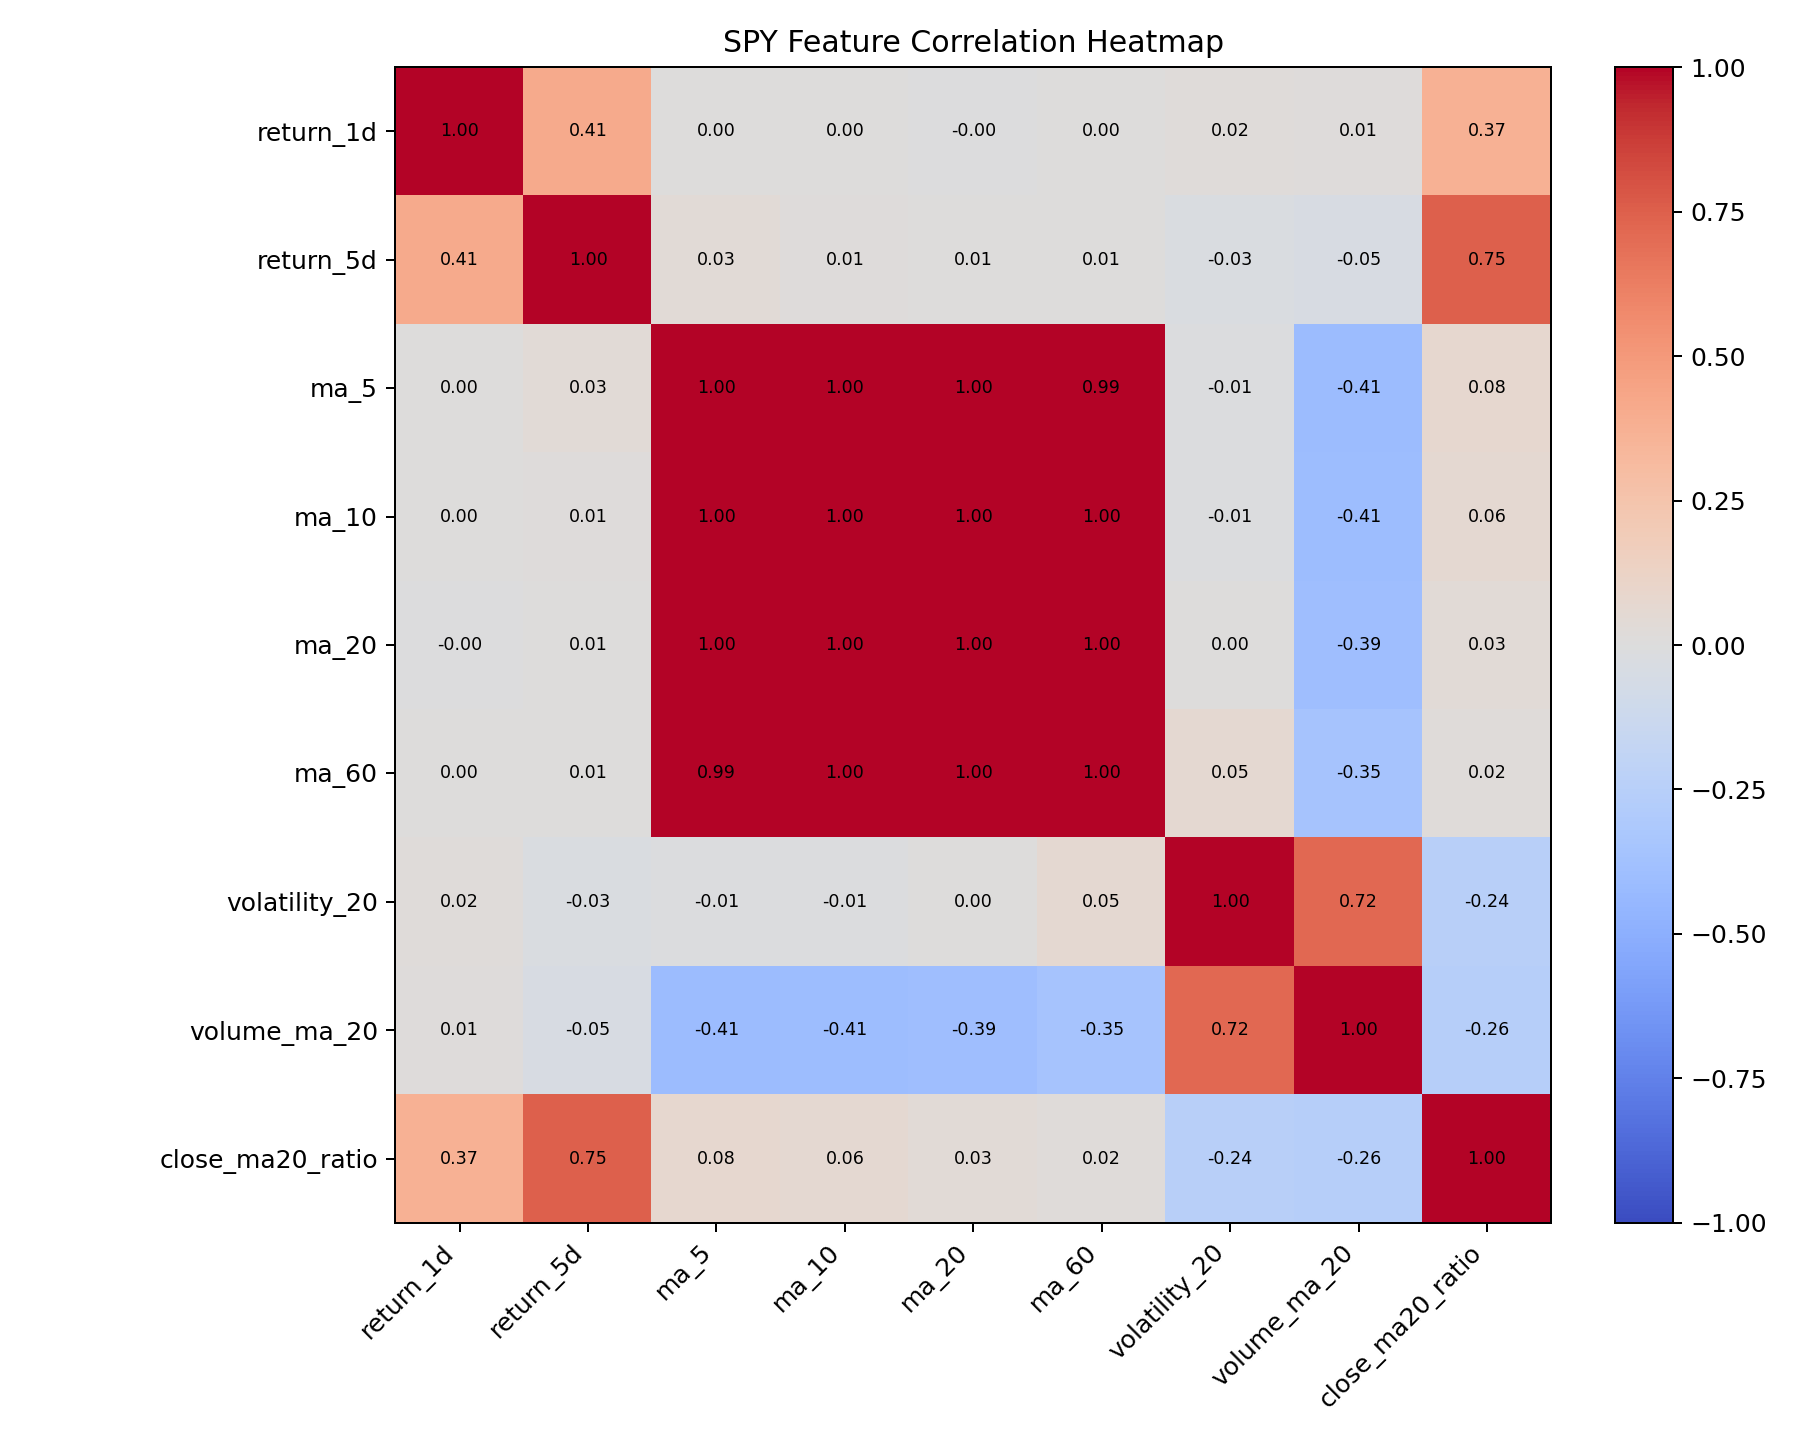 SPY Feature Correlation Heatmap
return_1d 1.00 0.41 0.00 0.00 -0.00 0.00 0.02 0.01 0.37
return_5d 0.41 1.00 0.03 0.01 0.01 0.01 -0.03 -0.05 0.75
ma_5 0.00 0.03 1.00 1.00 1.00 0.99 -0.01 -0.41 0.08
ma_10 0.00 0.01 1.00 1.00 1.00 1.00 -0.01 -0.41 0.06
ma_20 -0.00 0.01 1.00 1.00 1.00 1.00 0.00 -0.39 0.03
ma_60 0.00 0.01 0.99 1.00 1.00 1.00 0.05 -0.35 0.02
volatility_20 0.02 -0.03 -0.01 -0.01 0.00 0.05 1.00 0.72 -0.24
volume_ma_20 0.01 -0.05 -0.41 -0.41 -0.39 -0.35 0.72 1.00 -0.26
close_ma20_ratio 0.37 0.75 0.08 0.06 0.03 0.02 -0.24 -0.26 1.00
return_1d
return_5d
ma_5
ma_10
ma_20
ma_60
volatility_20
volume_ma_20
close_ma20_ratio
1.00
0.75
0.50
0.25
0.00
−0.25
−0.50
−0.75
−1.00